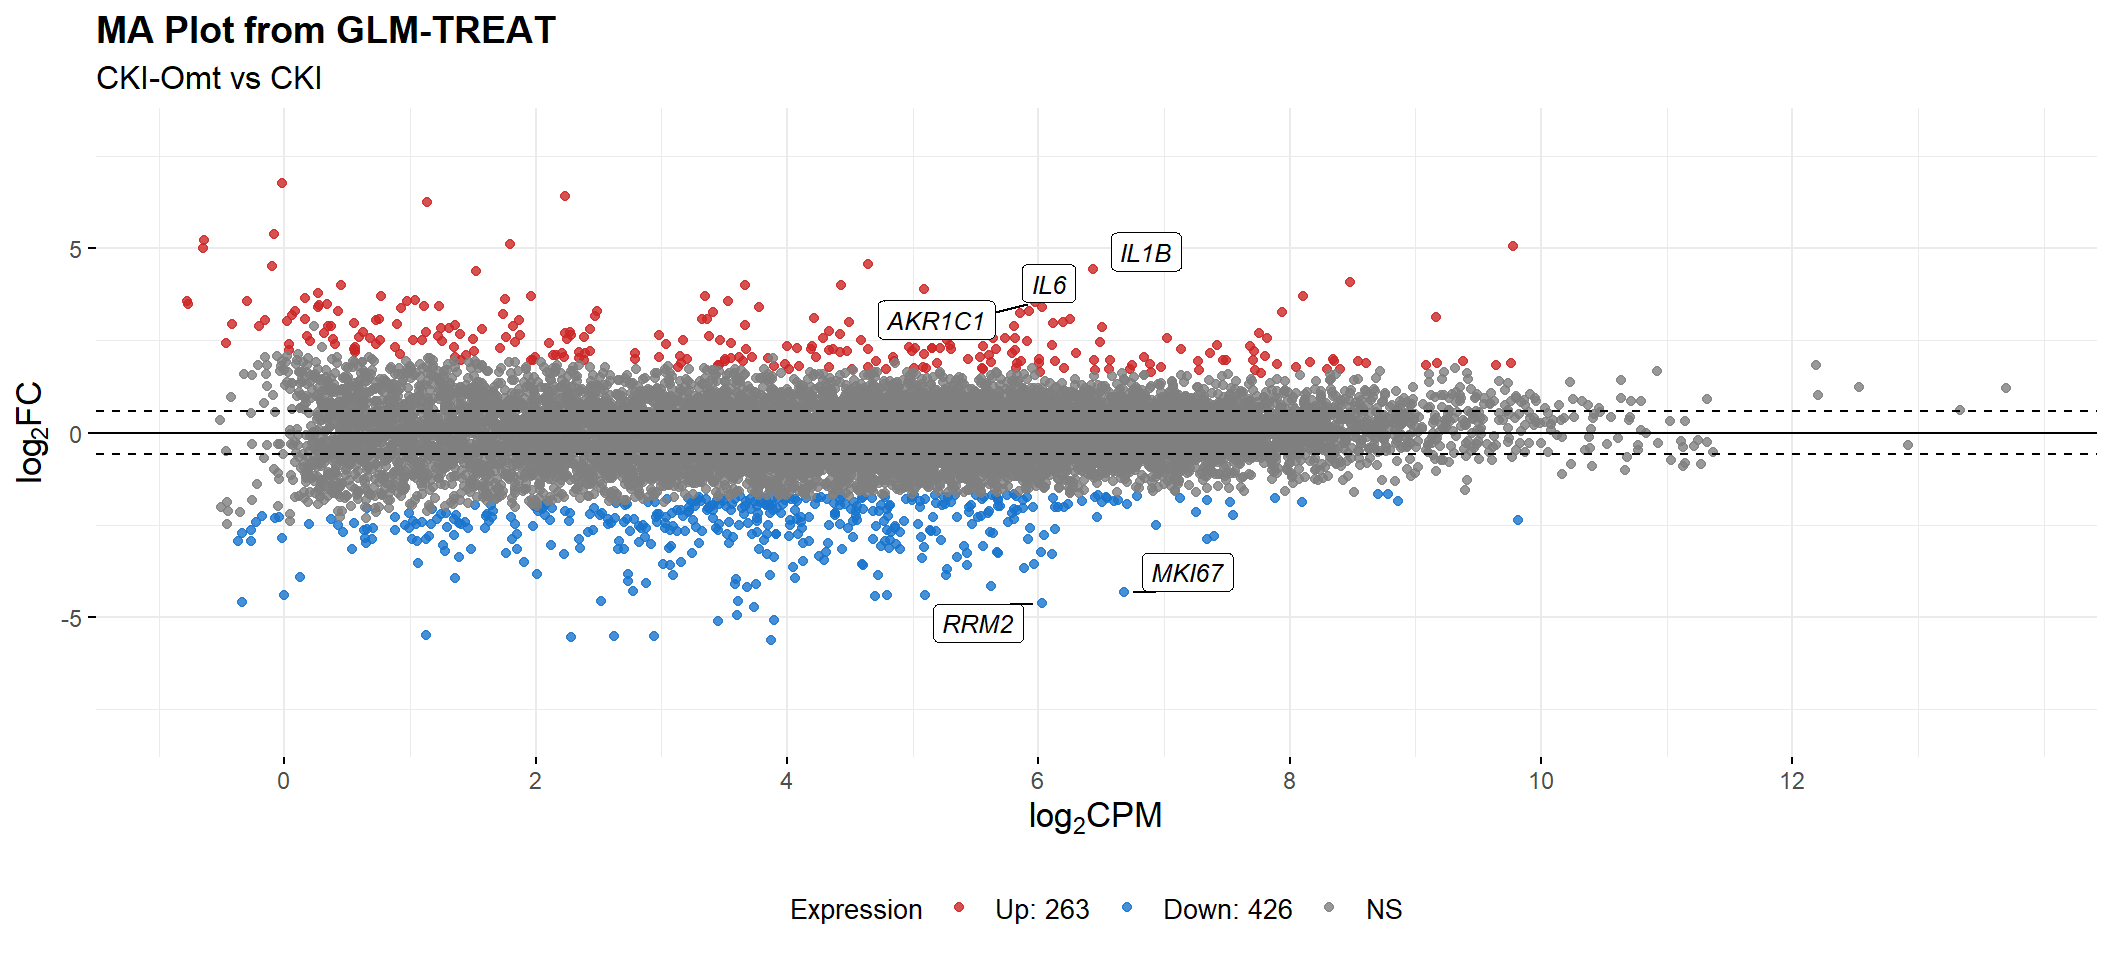 MA Plot from GLM-TREAT
CKI-Omt vs CKI
IL1B
IL6
AKR1C1
MKI67
RRM2
5
0
-5
log₂FC
0 2 4 6 8 10 12
log₂CPM
Expression Up: 263 Down: 426 NS